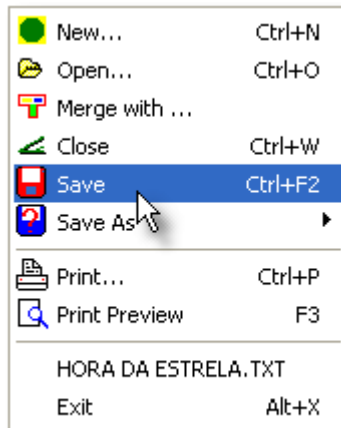 New... Ctrl+N
Open... Ctrl+O
Merge with ...
Close Ctrl+W
Save Ctrl+F2
Save As
Print... Ctrl+P
Print Preview F3
HORA DA ESTRELA.TXT
Exit Alt+X